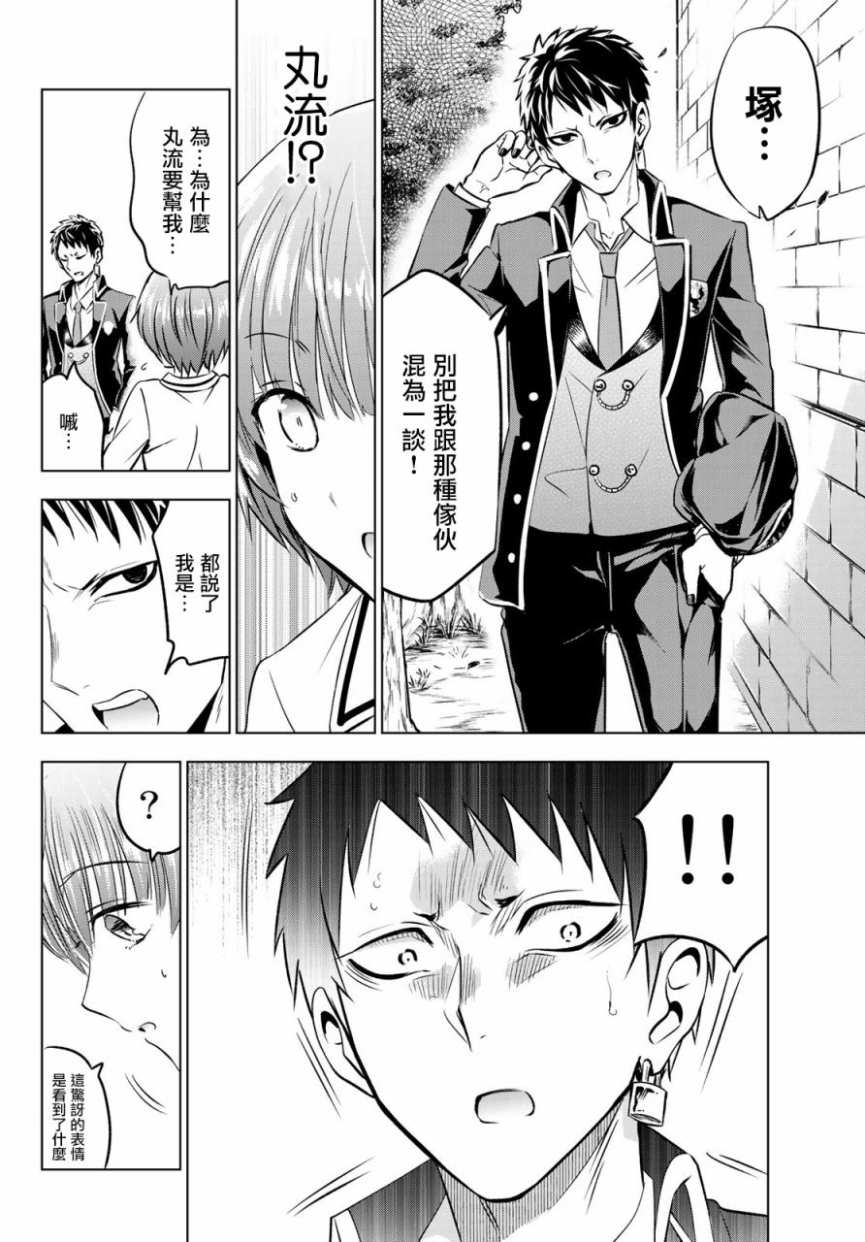 塚…
別把我跟那種傢伙
混為一談！
丸流!?
為…為什麼
丸流要幫我…
嘁…
都說了
我是…
!!
？
這驚訝的表情
是看到了什麼